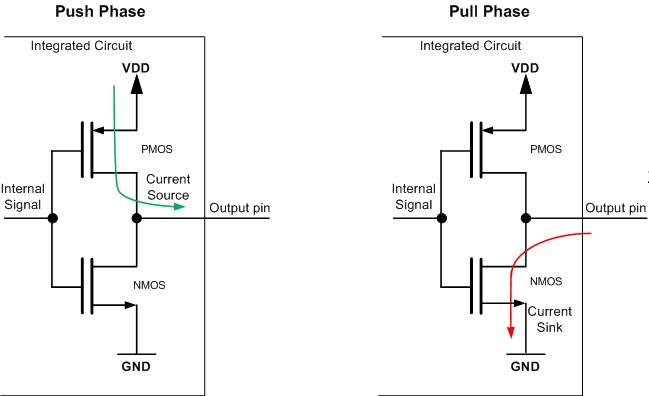 Push Phase
Integrated Circuit
VDD
PMOS
Current
Source
Internal
Signal
Output pin
NMOS
GND
Pull Phase
Integrated Circuit
VDD
PMOS
Internal
Signal
Output pin
NMOS
Current
Sink
GND